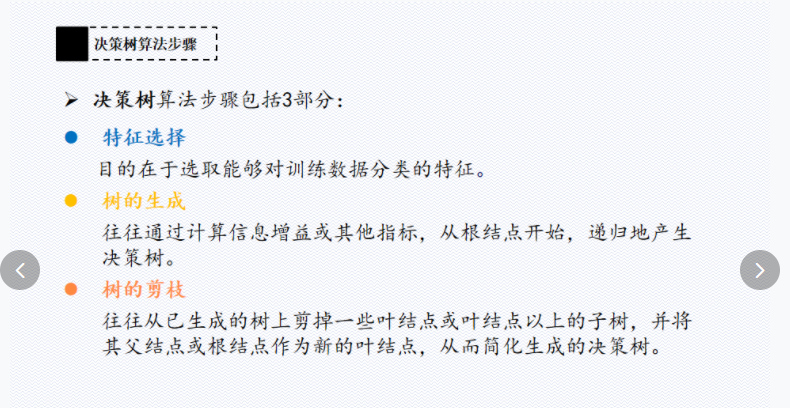 决策树算法步骤
决策树算法步骤包括3部分：
特征选择
目的在于选取能够对训练数据分类的特征。
树的生成
往往通过计算信息增益或其他指标，从根结点开始，递归地产生
决策树。
树的剪枝
往往从已生成的树上剪掉一些叶结点或叶结点以上的子树，并将
其父结点或根结点作为新的叶结点，从而简化生成的决策树。